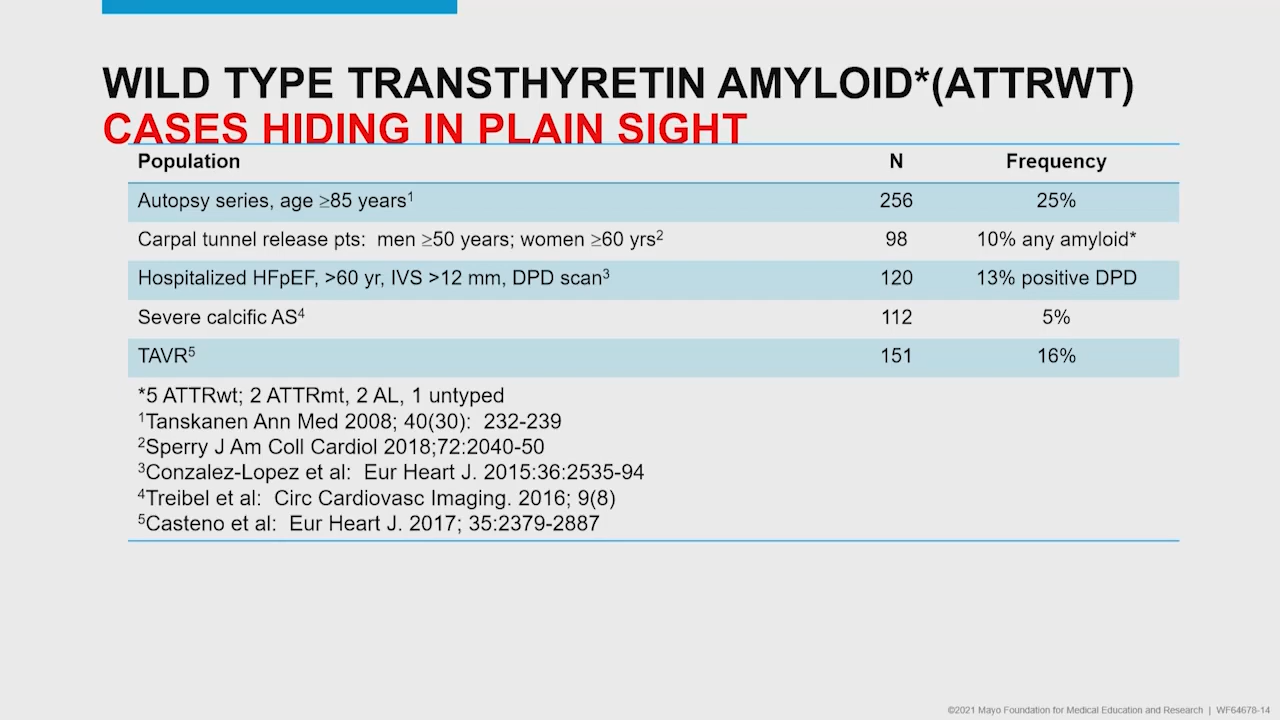 WILD TYPE TRANSTHYRETIN AMYLOID*(ATTRWT)
CASES HIDING IN PLAIN SIGHT
Population N Frequency
Autopsy series, age ≥85 years¹ 256 25%
Carpal tunnel release pts: men ≥50 years; women ≥60 yrs² 98 10% any amyloid*
Hospitalized HFpEF, >60 yr, IVS >12 mm, DPD scan³ 120 13% positive DPD
Severe calcific AS⁴ 112 5%
TAVR⁵ 151 16%
*5 ATTRwt; 2 ATTRmt, 2 AL, 1 untyped
¹Tanskanen Ann Med 2008; 40(30): 232-239
²Sperry J Am Coll Cardiol 2018;72:2040-50
³Conzalez-Lopez et al: Eur Heart J. 2015:36:2535-94
⁴Treibel et al: Circ Cardiovasc Imaging. 2016; 9(8)
⁵Casteno et al: Eur Heart J. 2017; 35:2379-2887
©2021 Mayo Foundation for Medical Education and Research | WF64678-14